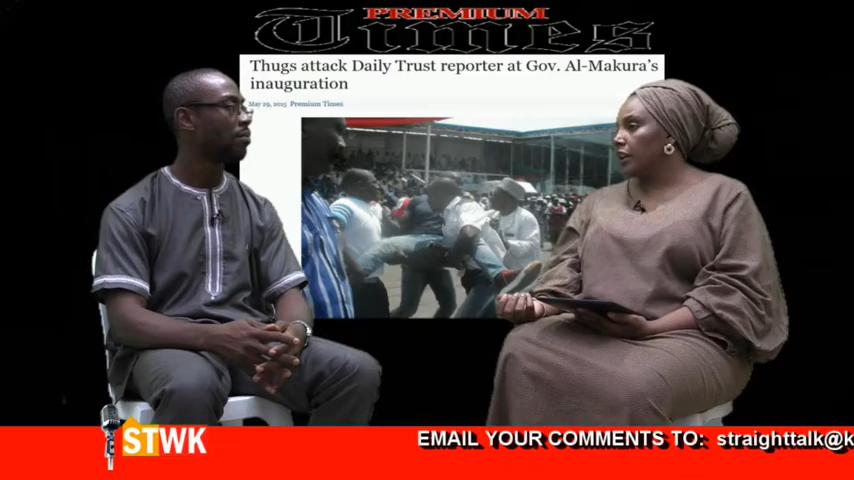 PREMIUM
Times
Thugs attack Daily Trust reporter at Gov. Al-Makura's
inauguration
May 29, 2015 Premium Times
STWK
EMAIL YOUR COMMENTS TO: straighttalk@k